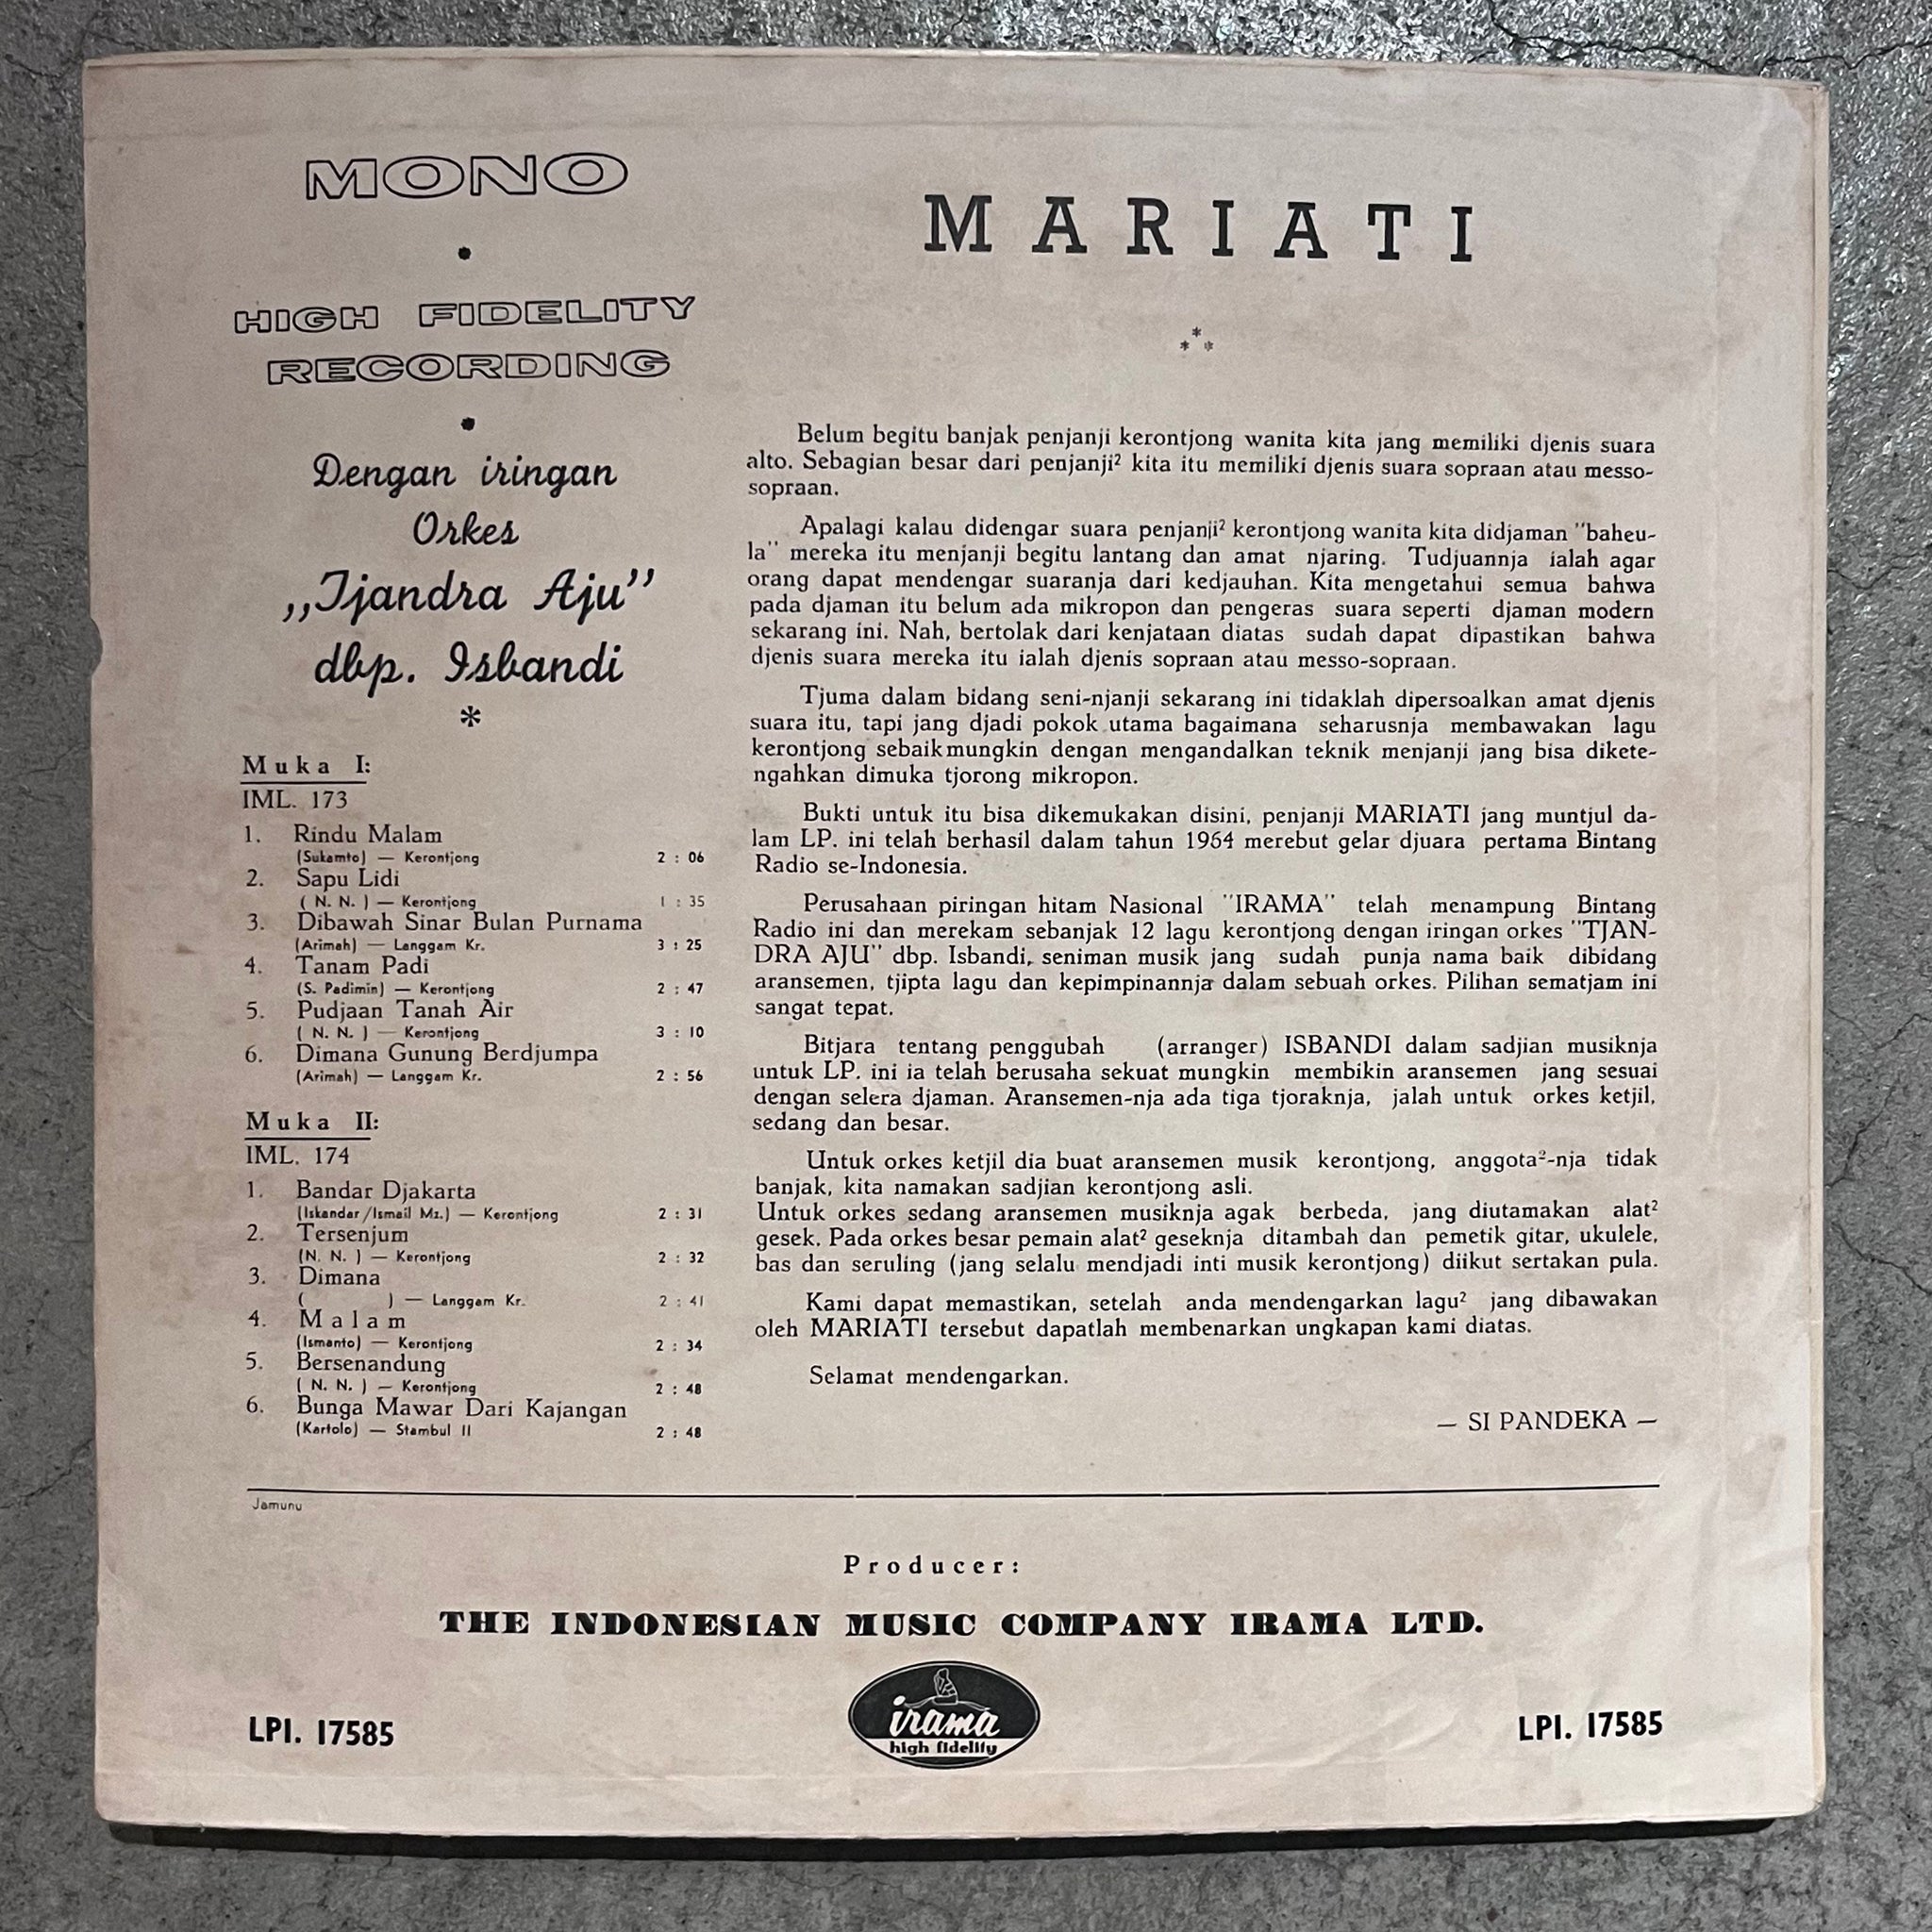 MONO
HIGH FIDELITY
RECORDING
Dengan iringan
Orkes
,,Tjandra Aju"
dbp. Isbandi
*
Muka I:
IML. 173
1. Rindu Malam
(Sukamto) — Kerontjong 2 : 06
2. Sapu Lidi
( N. N. ) — Kerontjong 1 : 35
3. Dibawah Sinar Bulan Purnama
(Arimah) — Langgam Kr. 3 : 25
4. Tanam Padi
(S. Padimin) — Kerontjong 2 : 47
5. Pudjaan Tanah Air
( N. N. ) — Kerontjong 3 : 10
6. Dimana Gunung Berdjumpa
(Arimah) — Langgam Kr. 2 : 56
Muka II:
IML. 174
1. Bandar Djakarta
(Iskandar/Ismail Mz.) — Kerontjong 2 : 31
2. Tersenjum
(N. N. ) — Kerontjong 2 : 32
3. Dimana
( ) — Langgam Kr. 2 : 41
4. Malam
(Ismanto) — Kerontjong 2 : 34
5. Bersenandung
( N. N. ) — Kerontjong 2 : 48
6. Bunga Mawar Dari Kajangan
(Kartolo) — Stambul II 2 : 48
MARIATI
Belum begitu banjak penjanji kerontjong wanita kita jang memiliki djenis suara
alto. Sebagian besar dari penjanji² kita itu memiliki djenis suara sopraan atau messo-
sopraan.
Apalagi kalau didengar suara penjanji² kerontjong wanita kita didjaman "baheu-
la" mereka itu menjanji begitu lantang dan amat njaring. Tudjuannja ialah agar
orang dapat mendengar suaranja dari kedjauhan. Kita mengetahui semua bahwa
pada djaman itu belum ada mikropon dan pengeras suara seperti djaman modern
sekarang ini. Nah, bertolak dari kenjataan diatas sudah dapat dipastikan bahwa
djenis suara mereka itu ialah djenis sopraan atau messo-sopraan.
Tjuma dalam bidang seni-njanji sekarang ini tidaklah dipersoalkan amat djenis
suara itu, tapi jang djadi pokok utama bagaimana seharusnja membawakan lagu
kerontjong sebaikmungkin dengan mengandalkan teknik menjanji jang bisa dikete-
ngahkan dimuka tjorong mikropon.
Bukti untuk itu bisa dikemukakan disini, penjanji MARIATI jang muntjul da-
lam LP. ini telah berhasil dalam tahun 1964 merebut gelar djuara pertama Bintang
Radio se-Indonesia.
Perusahaan piringan hitam Nasional "IRAMA" telah menampung Bintang
Radio ini dan merekam sebanjak 12 lagu kerontjong dengan iringan orkes "TJAN-
DRA AJU" dbp. Isbandi, seniman musik jang sudah punja nama baik dibidang
aransemen, tjipta lagu dan kepimpinannja dalam sebuah orkes. Pilihan sematjam ini
sangat tepat.
Bitjara tentang penggubah (arranger) ISBANDI dalam sadjian musiknja
untuk LP. ini ia telah berusaha sekuat mungkin membikin aransemen jang sesuai
dengan selera djaman. Aransemen-nja ada tiga tjoraknja, jalah untuk orkes ketjil,
sedang dan besar.
Untuk orkes ketjil dia buat aransemen musik kerontjong, anggota²-nja tidak
banjak, kita namakan sadjian kerontjong asli.
Untuk orkes sedang aransemen musiknja agak berbeda, jang diutamakan alat²
gesek. Pada orkes besar pemain alat² geseknja ditambah dan pemetik gitar, ukulele,
bas dan seruling (jang selalu mendjadi inti musik kerontjong) diikut sertakan pula.
Kami dapat memastikan, setelah anda mendengarkan lagu² jang dibawakan
oleh MARIATI tersebut dapatlah membenarkan ungkapan kami diatas.
Selamat mendengarkan.
— SI PANDEKA —
Jamunu
Producer:
THE INDONESIAN MUSIC COMPANY IRAMA LTD.
irama
high fidelity
LPI. 17585
LPI. 17585